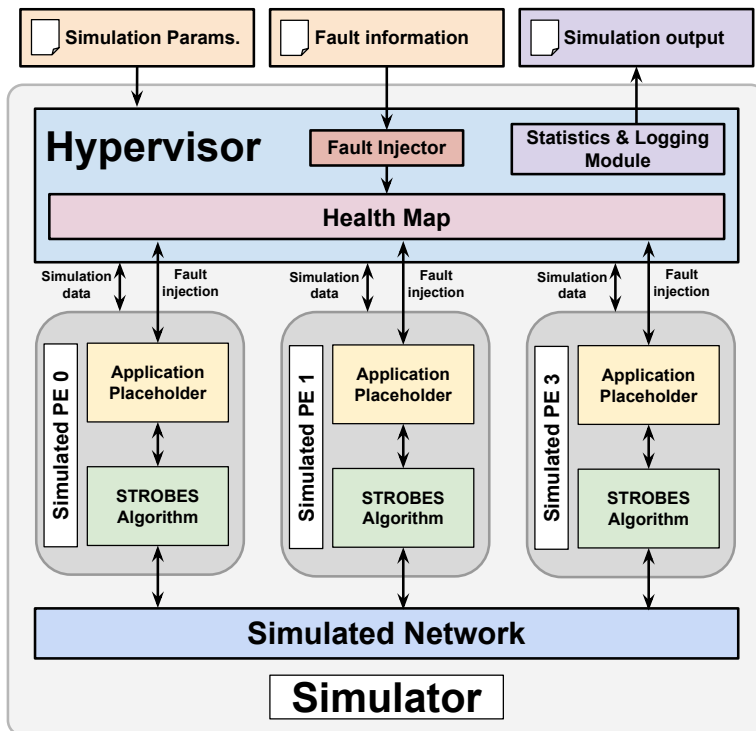 Simulation Params.
Fault information
Simulation output
Hypervisor
Fault Injector
Statistics & Logging
Module
Health Map
Simulation
data
Fault
injection
Simulation
data
Fault
injection
Simulation
data
Fault
injection
Simulated PE 0
Application
Placeholder
STROBES
Algorithm
Simulated PE 1
Application
Placeholder
STROBES
Algorithm
Simulated PE 3
Application
Placeholder
STROBES
Algorithm
Simulated Network
Simulator